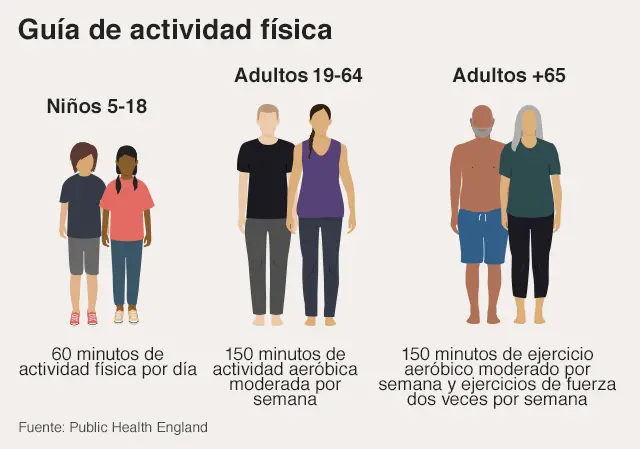 Guía de actividad física
Niños 5-18
Adultos 19-64
Adultos +65
60 minutos de
actividad física por día
150 minutos de
actividad aeróbica
moderada por
semana
150 minutos de ejercicio
aeróbico moderado por
semana y ejercicios de fuerza
dos veces por semana
Fuente: Public Health England